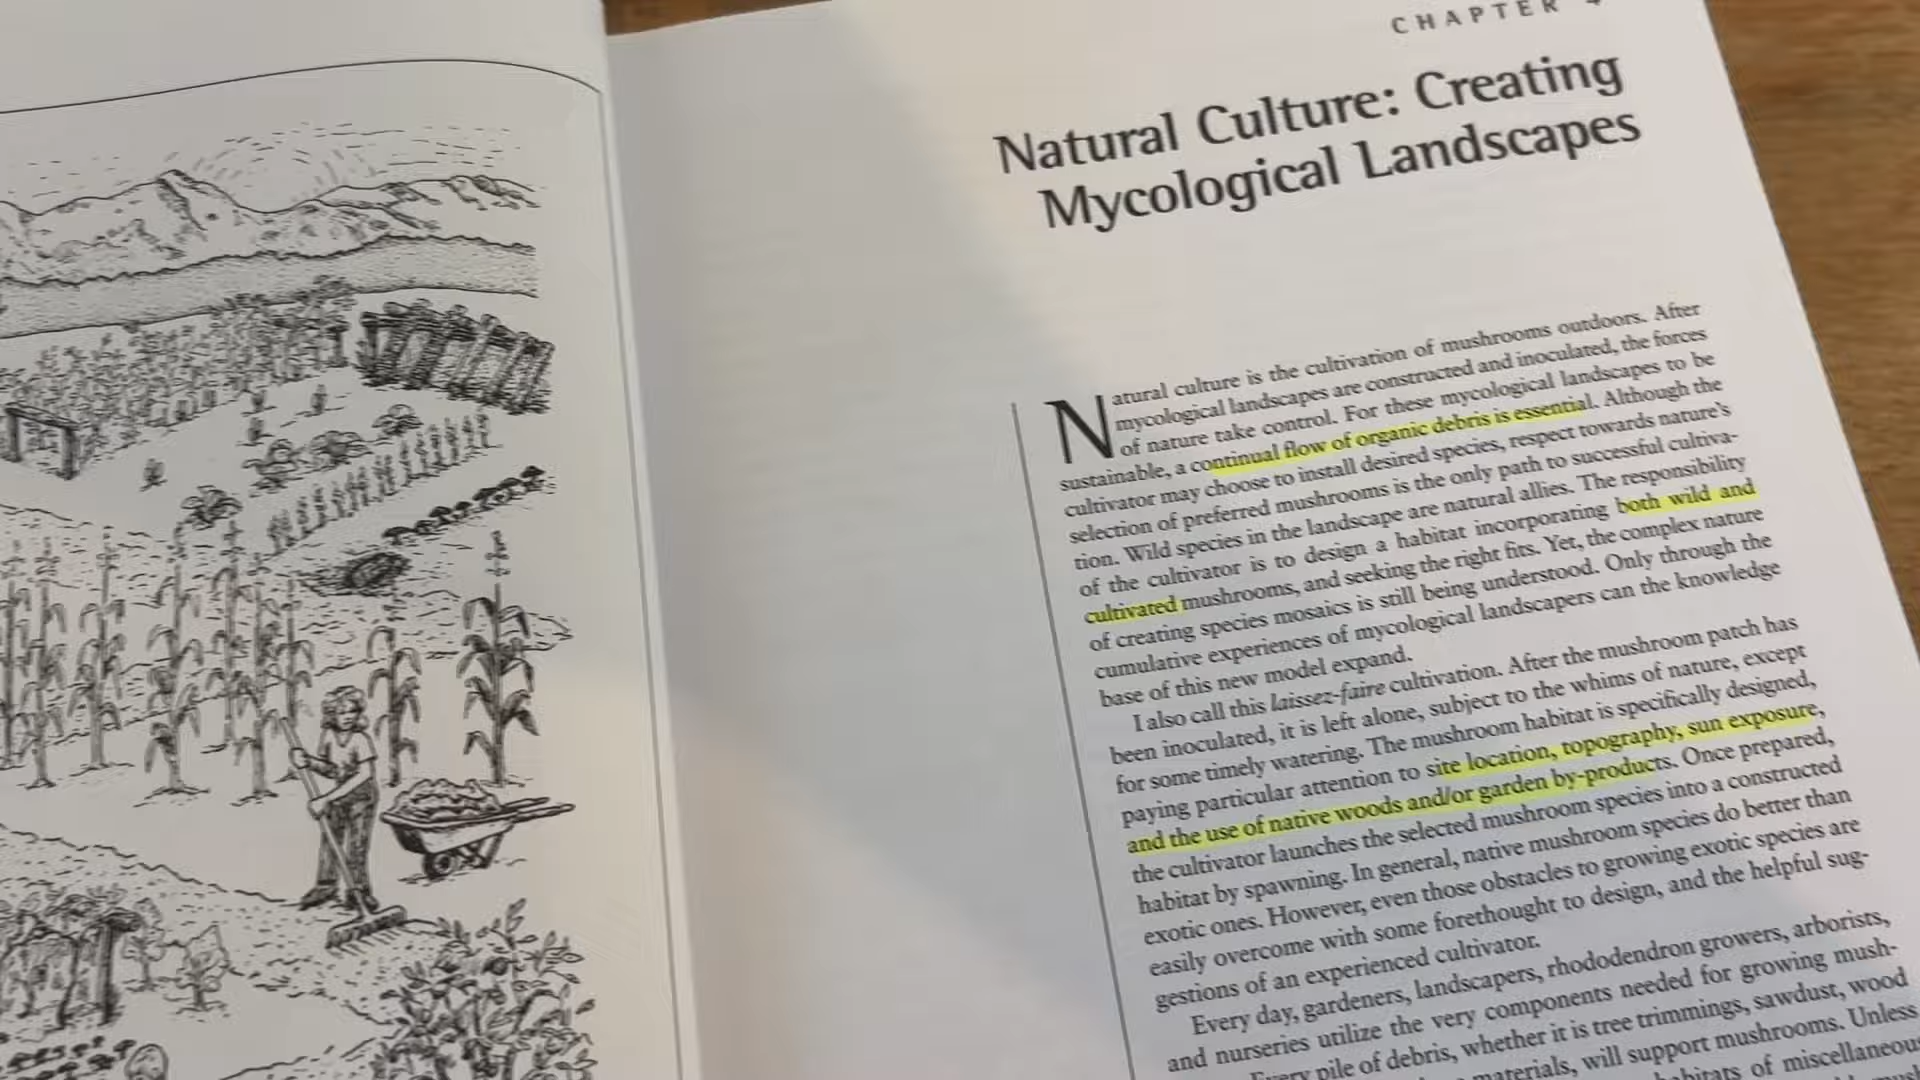 CHAPTER
Natural Culture: Creating
Mycological Landscapes
Natural culture is the cultivation of mushrooms outdoors. After
mycological landscapes are constructed and inoculated, the forces
of nature take control. For these mycological landscapes to be
sustainable, a continual flow of organic debris is essential. Although the
cultivator may choose to install desired species, respect towards nature's
selection of preferred mushrooms is the only path to successful cultiva-
tion. Wild species in the landscape are natural allies. The responsibility
of the cultivator is to design a habitat incorporating both wild and
cultivated mushrooms, and seeking the right fits. Yet, the complex nature
of creating species mosaics is still being understood. Only through the
cumulative experiences of mycological landscapers can the knowledge
base of this new model expand.
I also call this laissez-faire cultivation. After the mushroom patch has
been inoculated, it is left alone, subject to the whims of nature, except
for some timely watering. The mushroom habitat is specifically designed,
paying particular attention to site location, topography, sun exposure,
and the use of native woods and/or garden by-products. Once prepared,
the cultivator launches the selected mushroom species into a constructed
habitat by spawning. In general, native mushroom species do better than
exotic ones. However, even those obstacles to growing exotic species are
easily overcome with some forethought to design, and the helpful sug-
gestions of an experienced cultivator.
Every day, gardeners, landscapers, rhododendron growers, arborists,
and nurseries utilize the very components needed for growing mush-
Every pile of debris, whether it is tree trimmings, sawdust, wood
materials, will support mushrooms. Unless
habitats of miscellaneous